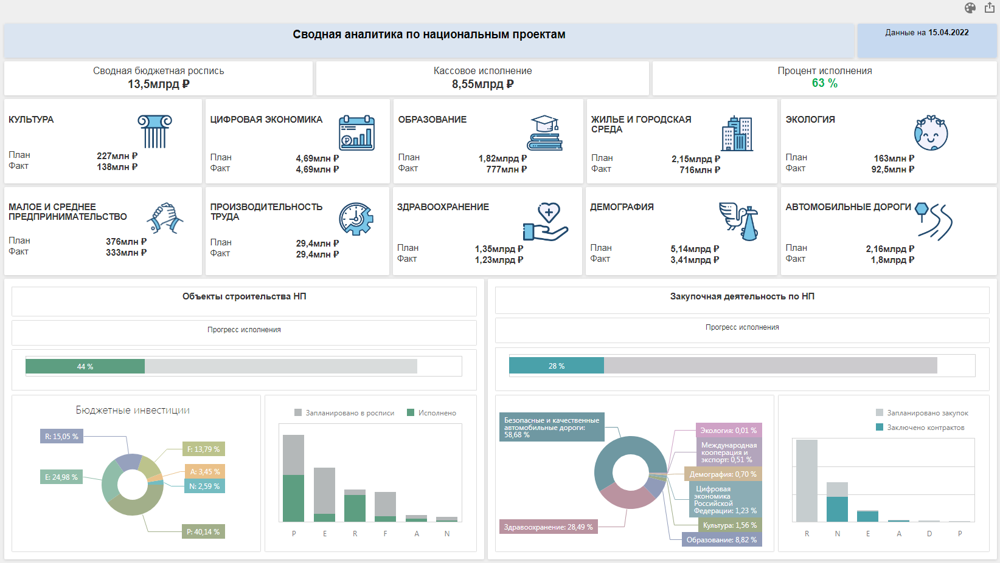 Сводная аналитика по национальным проектам
Данные на 15.04.2022
Сводная бюджетная роспись
13,5млрд ₽
Кассовое исполнение
8,55млрд ₽
Процент исполнения
63 %
КУЛЬТУРА
План 227млн ₽
Факт 138млн ₽
ЦИФРОВАЯ ЭКОНОМИКА
План 4,69млн ₽
Факт 4,69млн ₽
ОБРАЗОВАНИЕ
План 1,82млрд ₽
Факт 777млн ₽
ЖИЛЬЕ И ГОРОДСКАЯ
СРЕДА
План 2,15млрд ₽
Факт 716млн ₽
ЭКОЛОГИЯ
План 163млн ₽
Факт 92,5млн ₽
МАЛОЕ И СРЕДНЕЕ
ПРЕДПРИНИМАТЕЛЬСТВО
План 376млн ₽
Факт 333млн ₽
ПРОИЗВОДИТЕЛЬНОСТЬ
ТРУДА
План 29,4млн ₽
Факт 29,4млн ₽
ЗДРАВООХРАНЕНИЕ
План 1,35млрд ₽
Факт 1,23млрд ₽
ДЕМОГРАФИЯ
План 5,14млрд ₽
Факт 3,41млрд ₽
АВТОМОБИЛЬНЫЕ ДОРОГИ
План 2,16млрд ₽
Факт 1,8млрд ₽
Объекты строительства НП
Прогресс исполнения
44 %
Бюджетные инвестиции
R: 15,05 %
F: 13,79 %
A: 3,45 %
E: 24,98 %
N: 2,59 %
P: 40,14 %
Запланировано в росписи
Исполнено
P E R F A N
Закупочная деятельность по НП
Прогресс исполнения
28 %
Безопасные и качественные
автомобильные дороги:
58,68 %
Экология: 0,01 %
Международная
кооперация и
экспорт: 0,51 %
Демография: 0,70 %
Цифровая
экономика
Российской
Федерации: 1,23 %
Культура: 1,56 %
Здравоохранение: 28,49 %
Образование: 8,82 %
Запланировано закупок
Заключено контрактов
R N E A D P